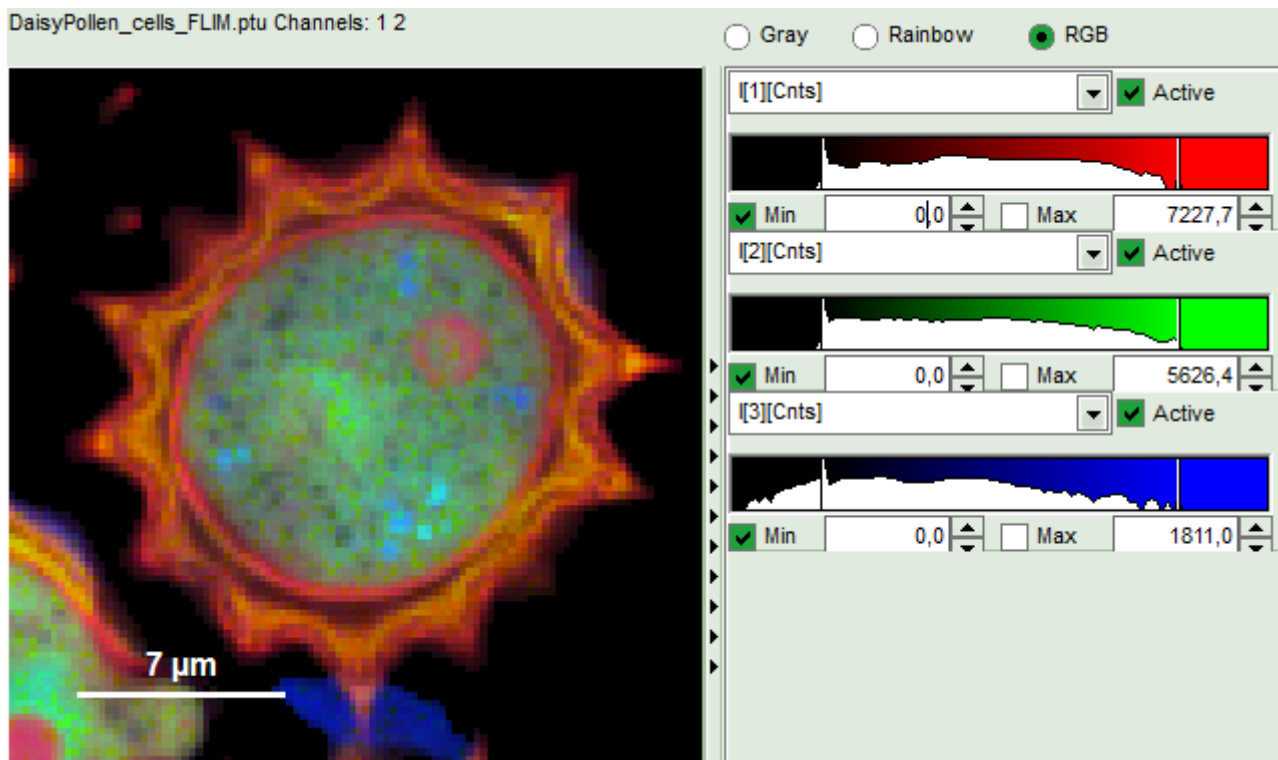 DaisyPollen_cells_FLIM.ptu Channels: 1 2
Gray Rainbow RGB
I[1][Cnts] Active
Min 0,0 Max 7227,7
I[2][Cnts] Active
Min 0,0 Max 5626,4
I[3][Cnts] Active
Min 0,0 Max 1811,0
7 µm